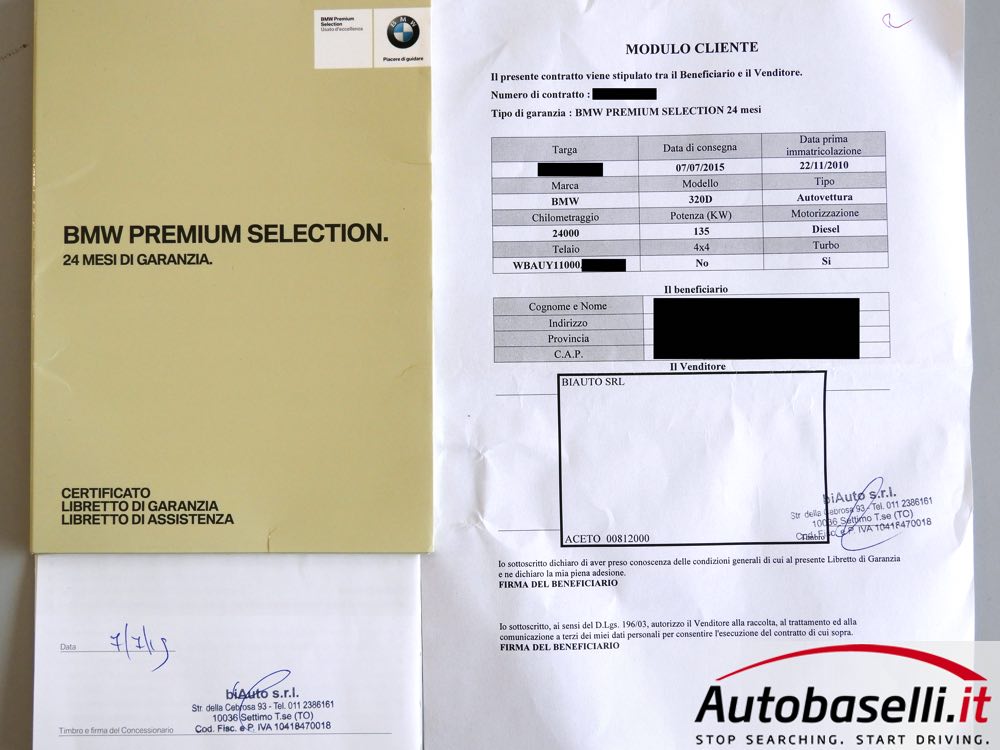 BMW Premium
Selection
Usato d'eccellenza
BMW
Piacere di guidare
BMW PREMIUM SELECTION.
24 MESI DI GARANZIA.
CERTIFICATO
LIBRETTO DI GARANZIA
LIBRETTO DI ASSISTENZA
Data 7/7/15
biAuto s.r.l.
Str. della Cebrosa 93 - Tel. 011 2386161
10036 Settimo T.se (TO)
Cod. Fisc. e P. IVA 10418470018
Timbro e firma del Concessionario
MODULO CLIENTE
Il presente contratto viene stipulato tra il Beneficiario e il Venditore.
Numero di contratto :
Tipo di garanzia : BMW PREMIUM SELECTION 24 mesi
Targa Data di consegna Data prima immatricolazione
07/07/2015 22/11/2010
Marca Modello Tipo
BMW 320D Autovettura
Chilometraggio Potenza (KW) Motorizzazione
24000 135 Diesel
Telaio 4x4 Turbo
WBAUY11000 No Si
Il beneficiario
Cognome e Nome
Indirizzo
Provincia
C.A.P.
Il Venditore
BIAUTO SRL
ACETO 00812000
Timbro
biAuto s.r.l.
Str. della Cebrosa 93 - Tel. 011 2386161
10036 Settimo T.se (TO)
Cod. Fisc. e P. IVA 10418470018
Io sottoscritto dichiaro di aver preso conoscenza delle condizioni generali di cui al presente Libretto di Garanzia
e ne dichiaro la mia piena adesione.
FIRMA DEL BENEFICIARIO
Io sottoscritto, ai sensi del D.Lgs. 196/03, autorizzo il Venditore alla raccolta, al trattamento ed alla
comunicazione a terzi dei miei dati personali per consentire l'esecuzione del contratto di cui sopra.
FIRMA DEL BENEFICIARIO
Autobaselli.it
STOP SEARCHING. START DRIVING.